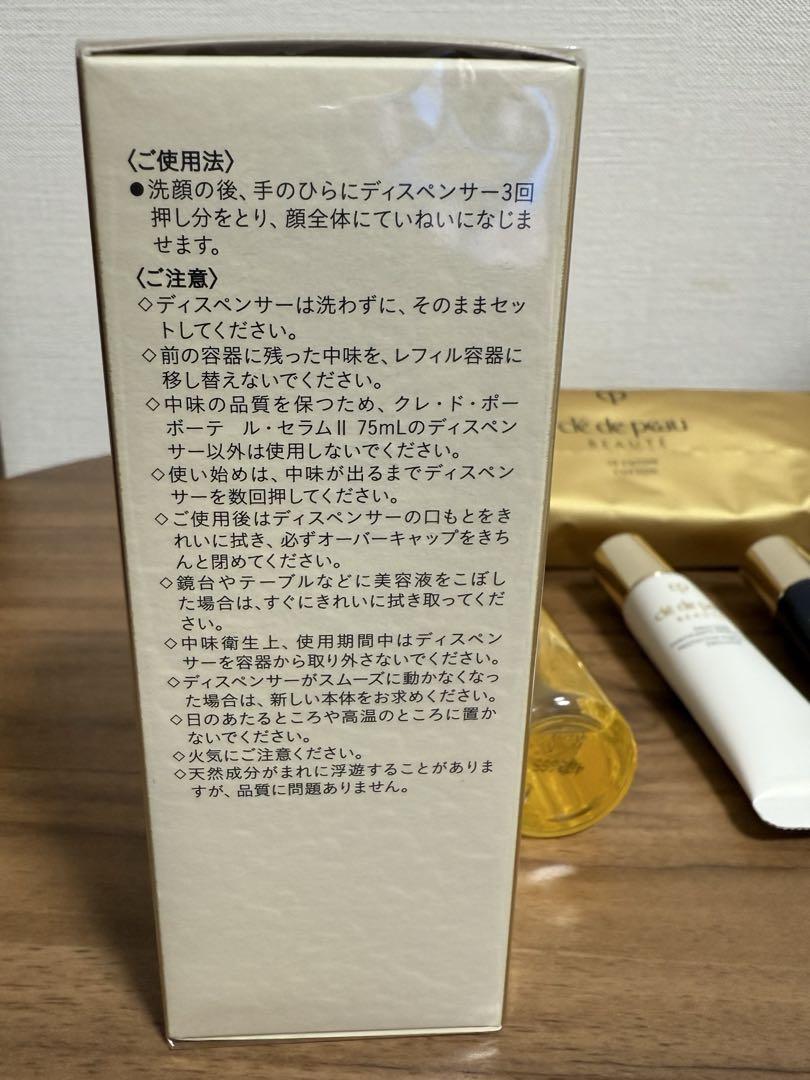 〈ご使用法〉
●洗顔の後、手のひらにディスペンサー3回
押し分をとり、顔全体にていねいになじま
せます。
〈ご注意〉
◇ディスペンサーは洗わずに、そのままセッ
トしてください。
◇前の容器に残った中味を、レフィル容器に
移し替えないでください。
◇中味の品質を保つため、クレ・ド・ポー
ボーテ ル・セラムⅡ 75mLのディスペン
サー以外は使用しないでください。
◇使い始めは、中味が出るまでディスペン
サーを数回押してください。
◇ご使用後はディスペンサーの口もとをき
れいに拭き、必ずオーバーキャップをきち
んと閉めてください。
◇鏡台やテーブルなどに美容液をこぼし
た場合は、すぐにきれいに拭き取ってくだ
さい。
◇中味衛生上、使用期間中はディスペン
サーを容器から取り外さないでください。
◇ディスペンサーがスムーズに動かなくなっ
た場合は、新しい本体をお求めください。
◇日のあたるところや高温のところに置か
ないでください。
◇火気にご注意ください。
◇天然成分がまれに浮遊することがありま
すが、品質に問題ありません。
clé de peau
BEAUTÉ
clé de peau